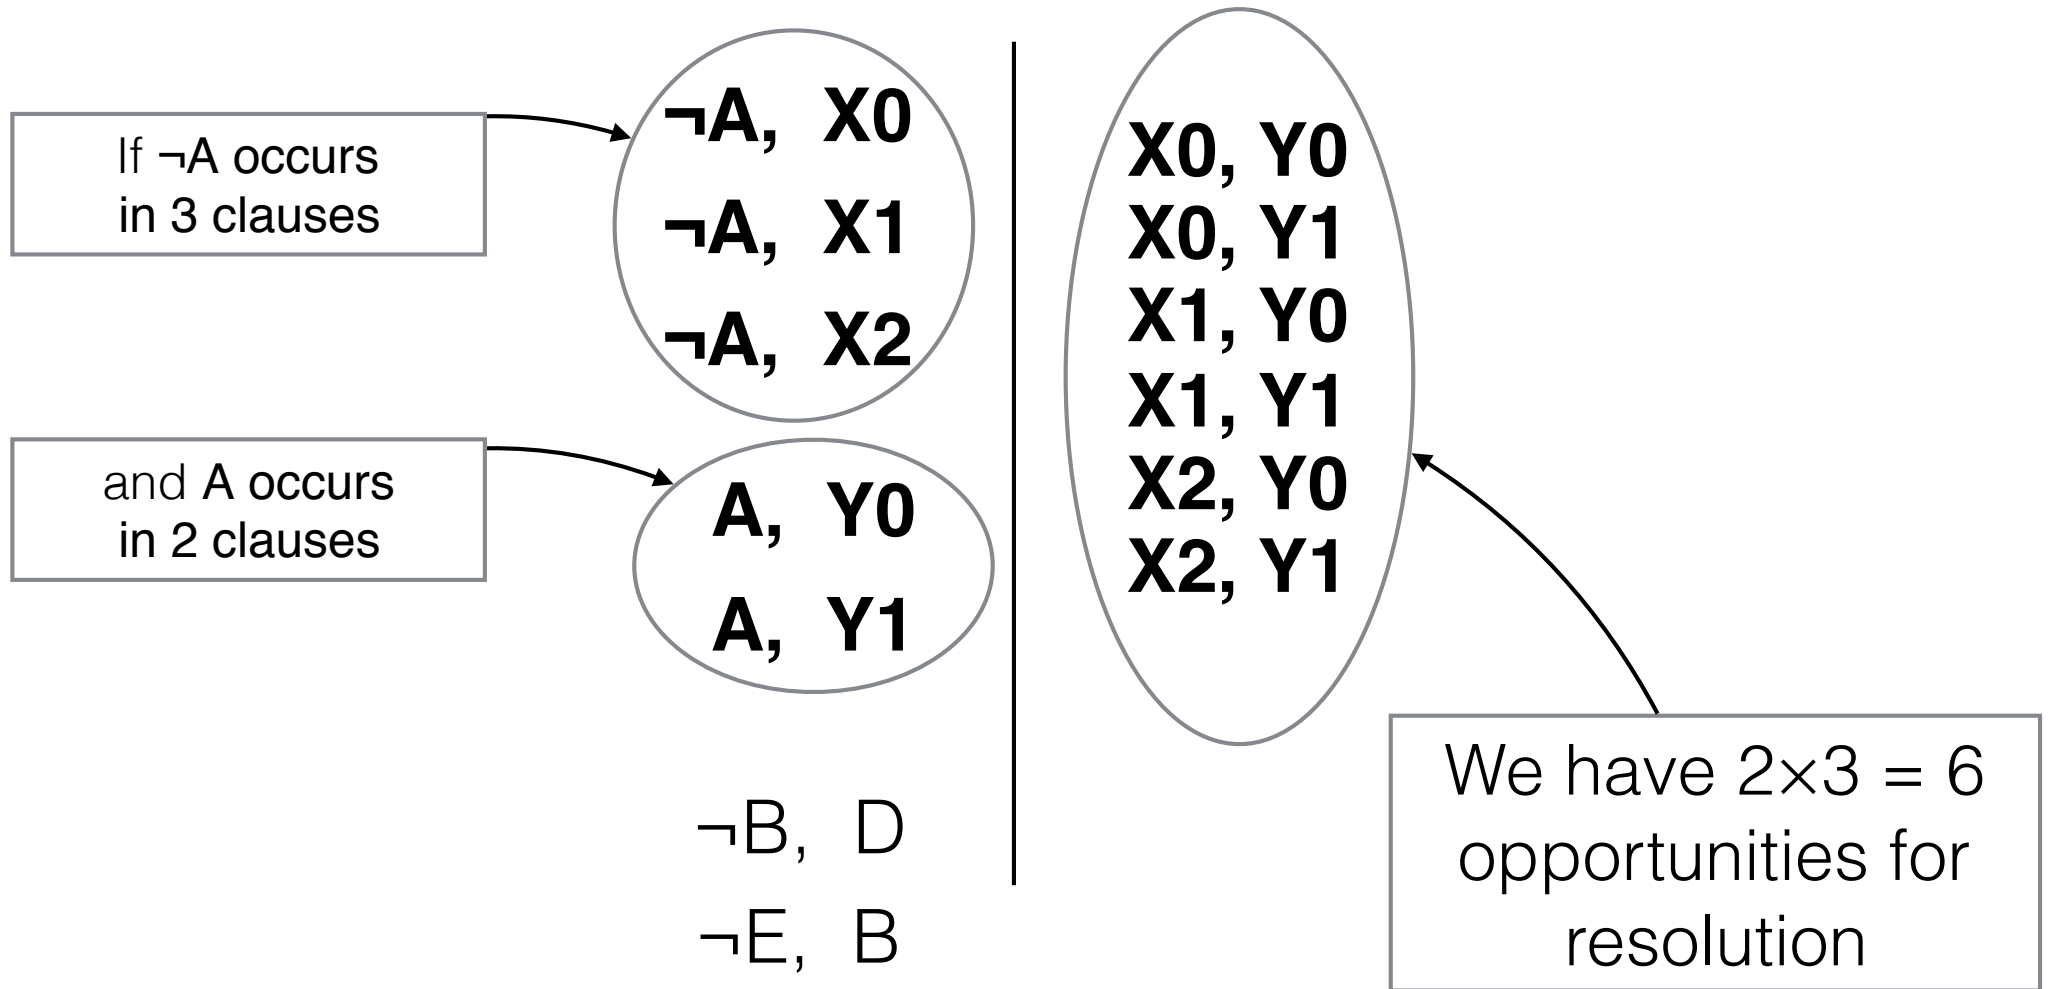 If ¬A occurs
in 3 clauses
¬A, X0
¬A, X1
¬A, X2
and A occurs
in 2 clauses
A, Y0
A, Y1
¬B, D
¬E, B
X0, Y0
X0, Y1
X1, Y0
X1, Y1
X2, Y0
X2, Y1
We have 2×3 = 6
opportunities for
resolution